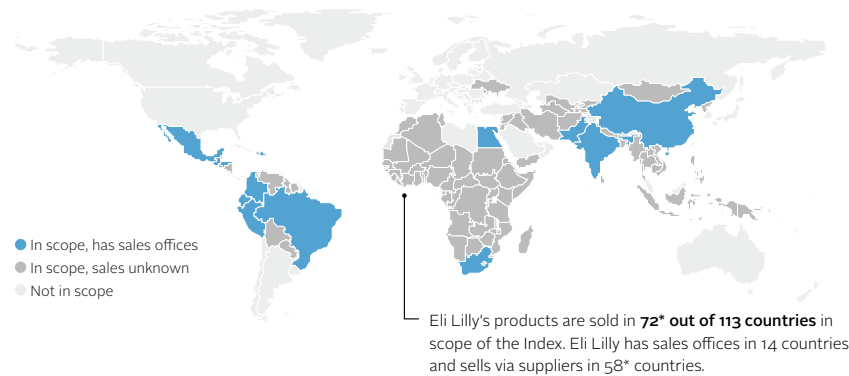 In scope, has sales offices
In scope, sales unknown
Not in scope
Eli Lilly's products are sold in 72* out of 113 countries in
scope of the Index. Eli Lilly has sales offices in 14 countries
and sells via suppliers in 58* countries.